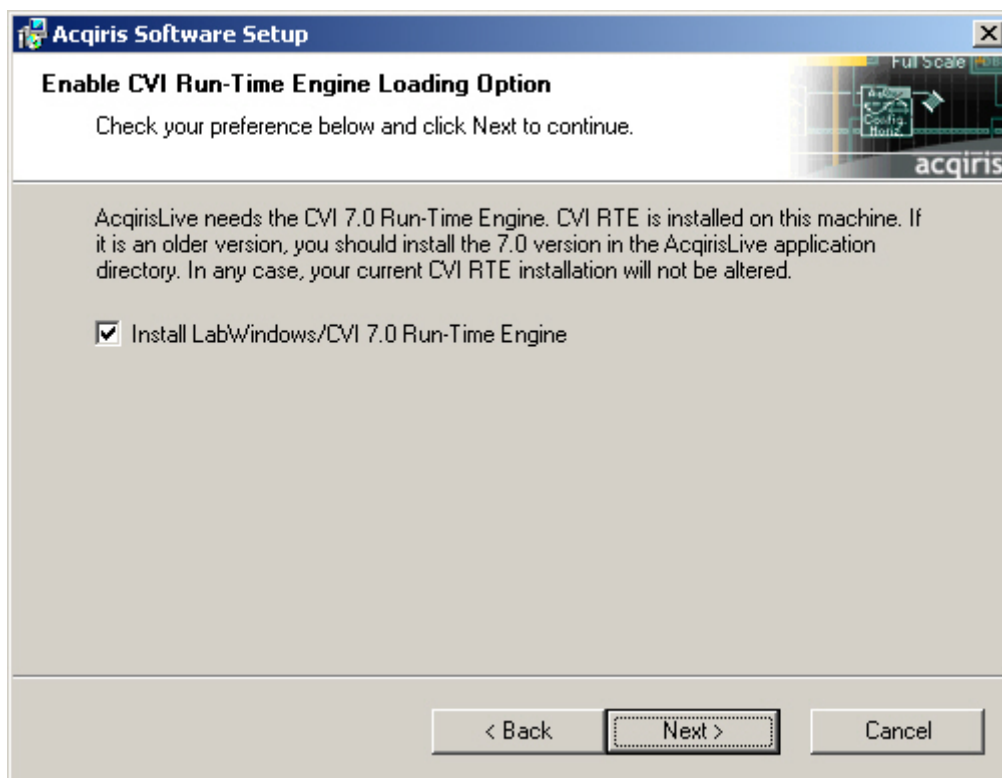 Acqiris Software Setup
Enable CVI Run-Time Engine Loading Option
Check your preference below and click Next to continue.
Full Scale
Config.
Horiz.
acqiris
AcqirisLive needs the CVI 7.0 Run-Time Engine. CVI RTE is installed on this machine. If
it is an older version, you should install the 7.0 version in the AcqirisLive application
directory. In any case, your current CVI RTE installation will not be altered.
Install LabWindows/CVI 7.0 Run-Time Engine
< Back
Next >
Cancel